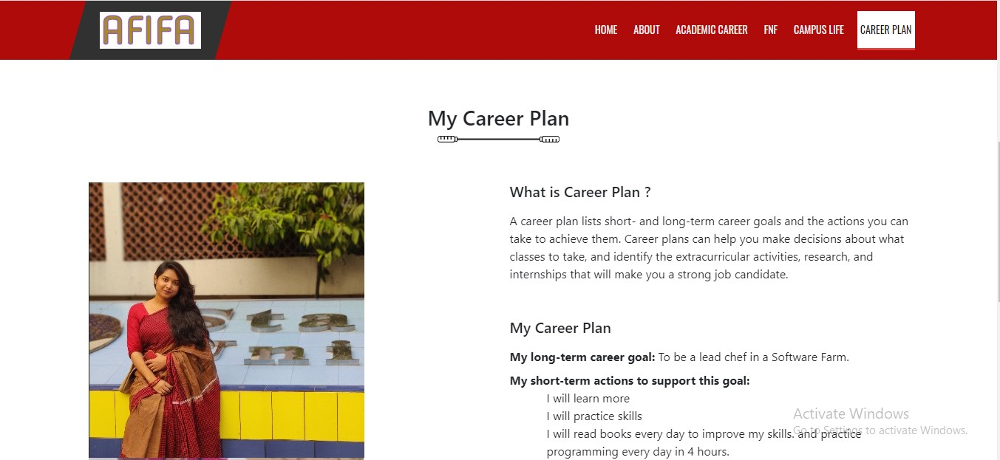 AFIFA
HOME ABOUT ACADEMIC CAREER FNF CAMPUS LIFE CAREER PLAN
My Career Plan
What is Career Plan ?
A career plan lists short- and long-term career goals and the actions you can
take to achieve them. Career plans can help you make decisions about what
classes to take, and identify the extracurricular activities, research, and
internships that will make you a strong job candidate.
My Career Plan
My long-term career goal: To be a lead chef in a Software Farm.
My short-term actions to support this goal:
I will learn more
I will practice skills
I will read books every day to improve my skills. and practice
programming every day in 4 hours.
Activate Windows
Go to Settings to activate Windows.